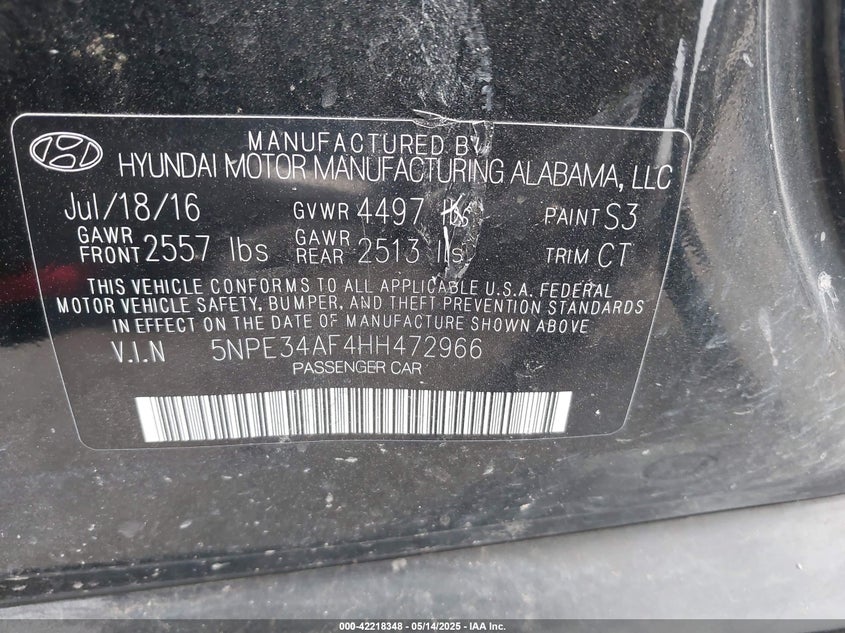 MANUFACTURED BY
HYUNDAI MOTOR MANUFACTURING ALABAMA, LLC
Jul/18/16 GVWR 4497 lbs PAINT S3
GAWR FRONT 2557 lbs GAWR REAR 2513 lbs TRIM CT
THIS VEHICLE CONFORMS TO ALL APPLICABLE U.S.A. FEDERAL
MOTOR VEHICLE SAFETY, BUMPER, AND THEFT PREVENTION STANDARDS
IN EFFECT ON THE DATE OF MANUFACTURE SHOWN ABOVE
V.I.N 5NPE34AF4HH472966
PASSENGER CAR
000-42218348 - 05/14/2025 - IAA Inc.